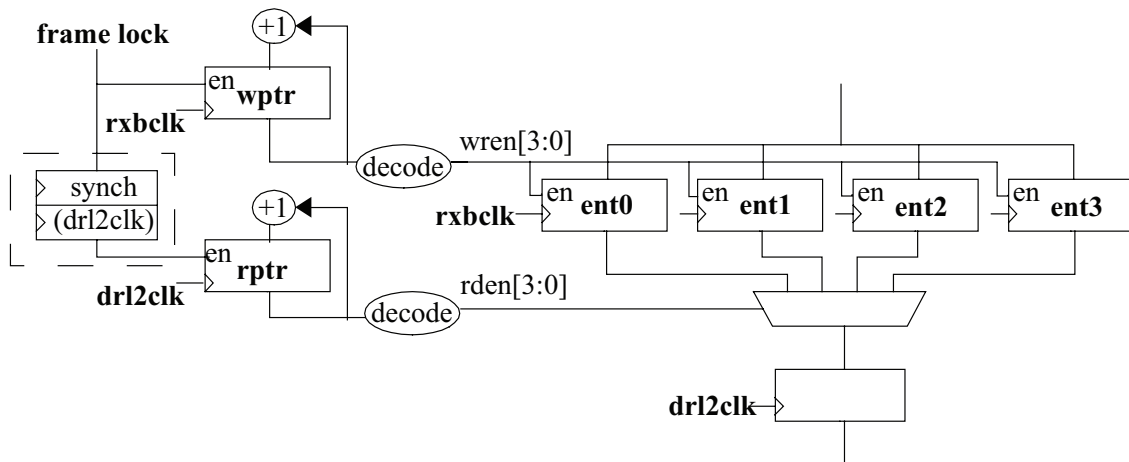 +1
frame lock
en
wptr
rxbclk
wren[3:0]
decode
synch
(drl2clk)
en
ent0
en
ent1
en
ent2
en
ent3
rxbclk
+1
en
rptr
drl2clk
rden[3:0]
decode
drl2clk